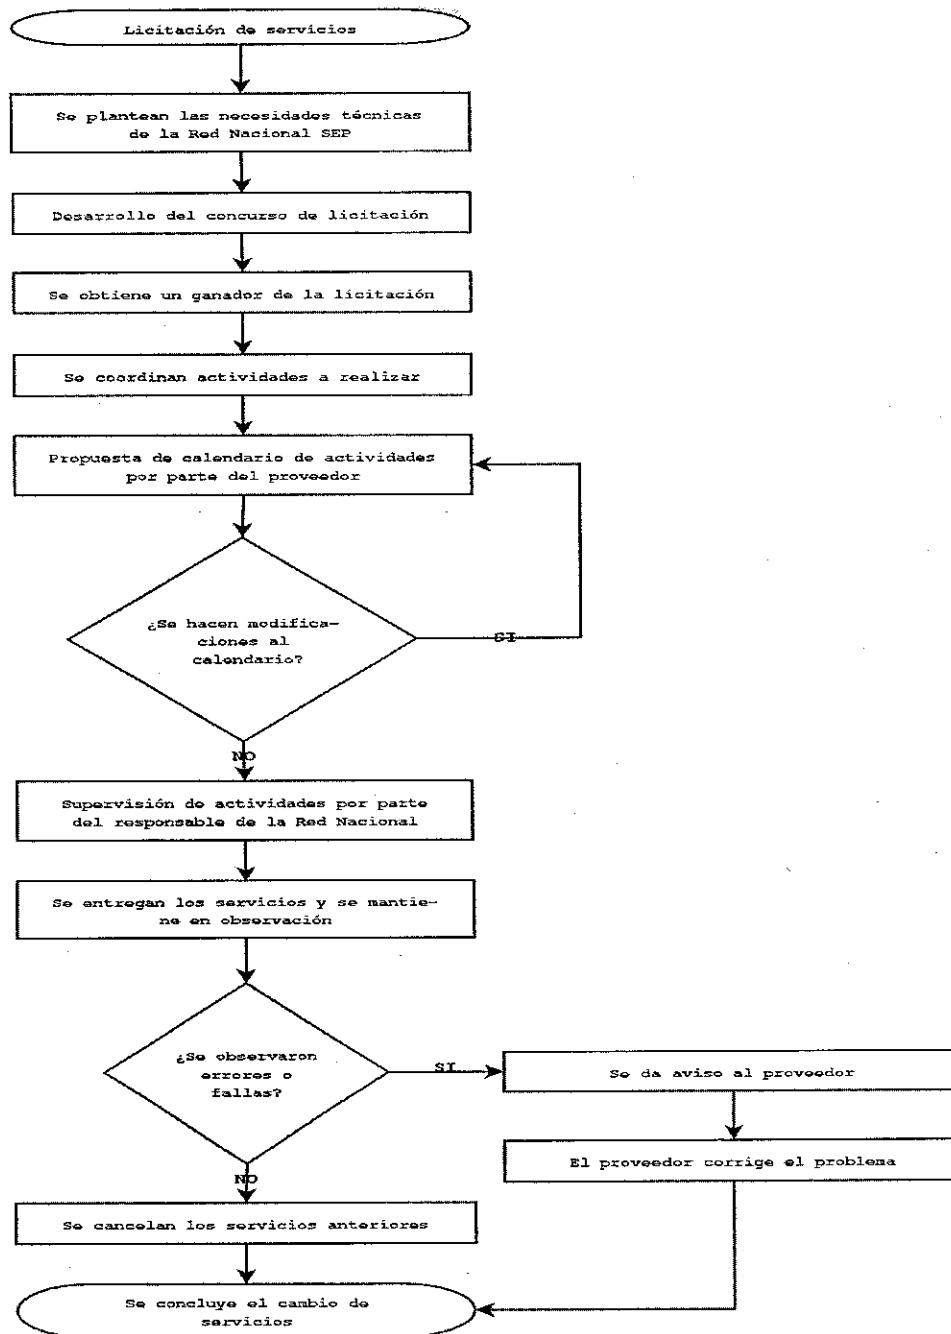 Licitación de servicios
Se plantean las necesidades técnicas
de la Red Nacional SEP
Desarrollo del concurso de licitación
Se obtiene un ganador de la licitación
Se coordinan actividades a realizar
Propuesta de calendario de actividades
por parte del proveedor
¿Se hacen modifica-
ciones al
calendario?
SI
NO
Supervisión de actividades por parte
del responsable de la Red Nacional
Se entregan los servicios y se mantie-
ne en observación
¿Se observaron
errores o
fallas?
SI
Se da aviso al proveedor
El proveedor corrige el problema
NO
Se cancelan los servicios anteriores
Se concluye el cambio de
servicios